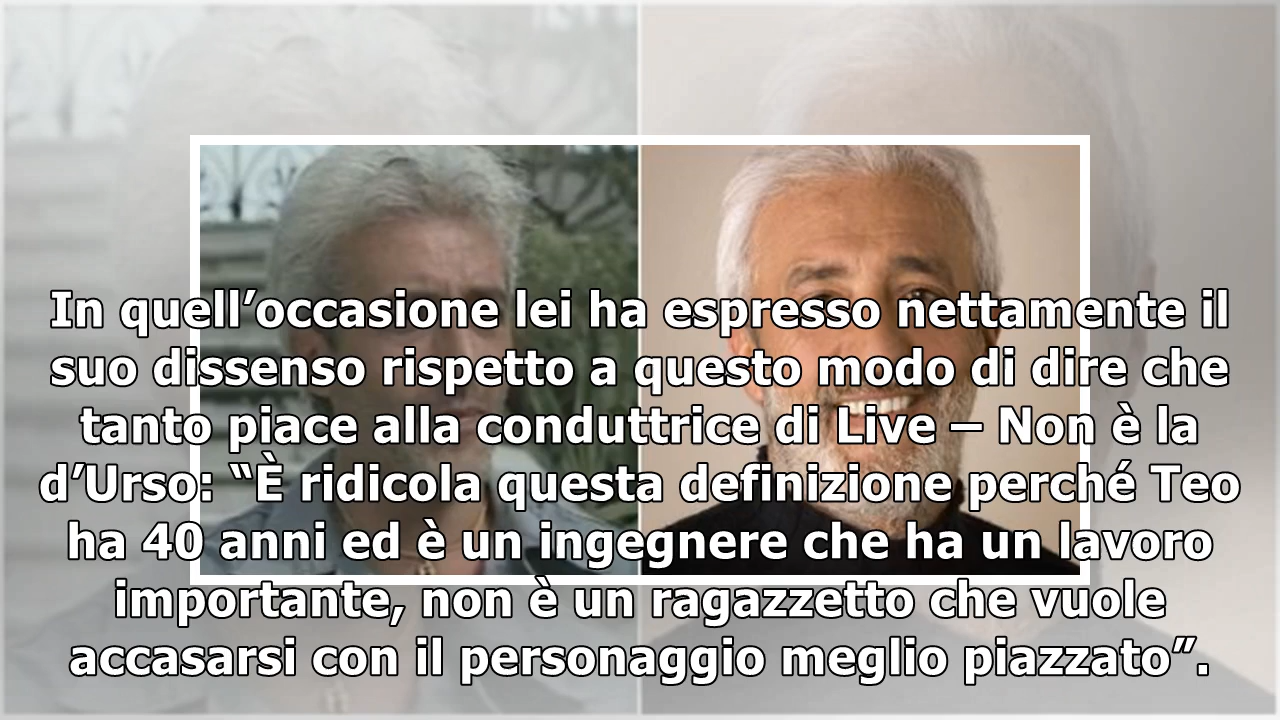 In quell’occasione lei ha espresso nettamente il
suo dissenso rispetto a questo modo di dire che
tanto piace alla conduttrice di Live – Non è la
d’Urso: “È ridicola questa definizione perché Teo
ha 40 anni ed è un ingegnere che ha un lavoro
importante, non è un ragazzetto che vuole
accasarsi con il personaggio meglio piazzato”.